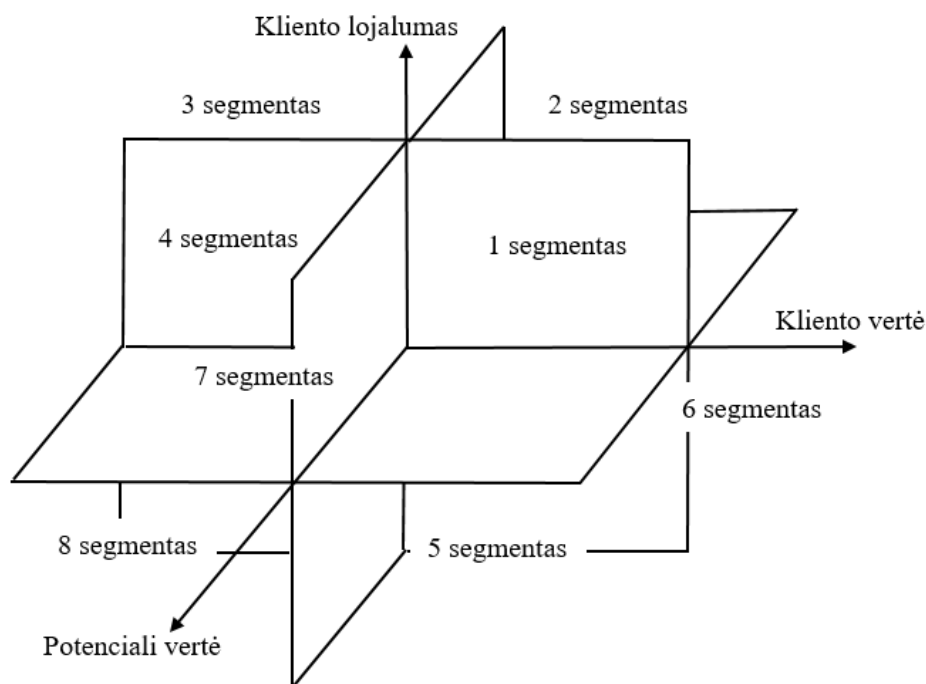 Kliento lojalumas
3 segmentas
2 segmentas
4 segmentas
1 segmentas
Kliento vertė
7 segmentas
6 segmentas
8 segmentas
5 segmentas
Potenciali vertė